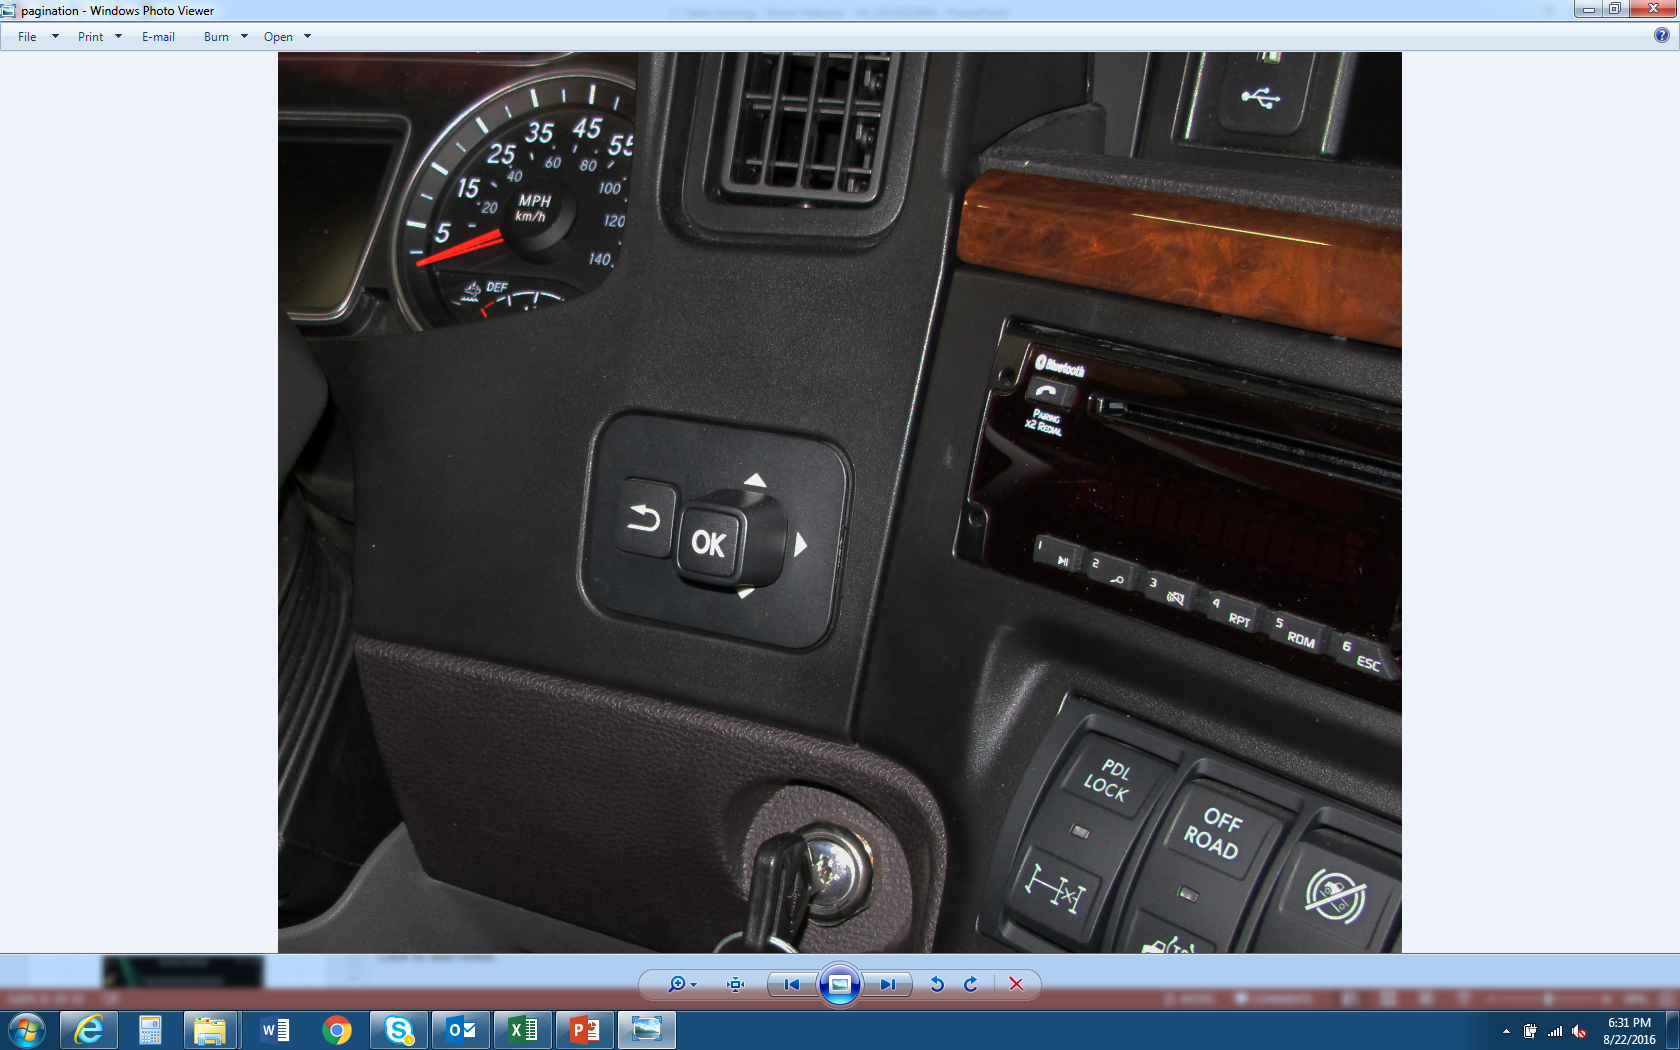 pagination - Windows Photo Viewer
File
Print
E-mail
Burn
Open
5
15
25
35
45
55
20
40
60
80
100
120
140
MPH
km/h
DEF
Bluetooth
PAIRING
x2 REDIAL
OK
1
2
3
4 RPT
5 RDM
6 ESC
PDL
LOCK
OFF
ROAD
6:31 PM
8/22/2016